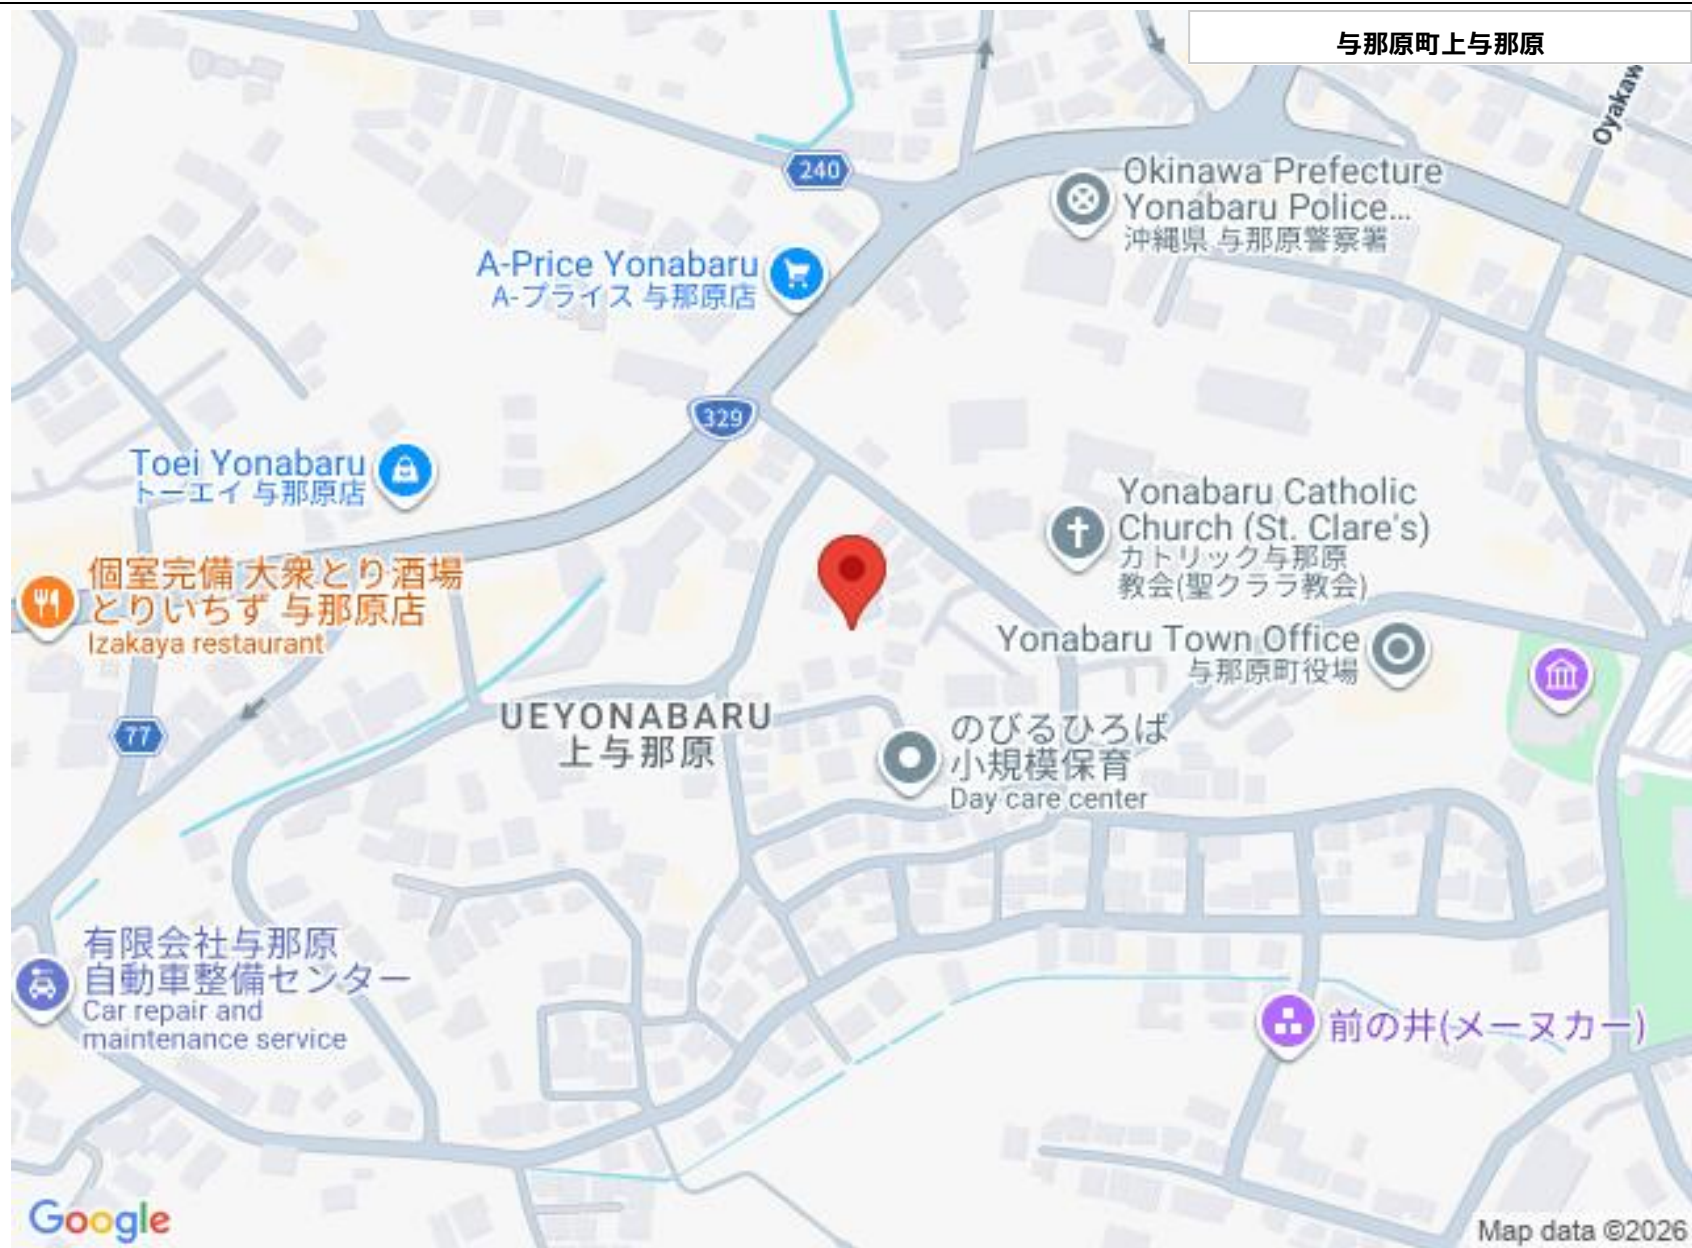 与那原町上与那原
Oyakaw
240
Okinawa Prefecture
Yonabaru Police...
沖縄県 与那原警察署
A-Price Yonabaru
A-プライス 与那原店
329
Toei Yonabaru
トーエイ 与那原店
Yonabaru Catholic
Church (St. Clare's)
カトリック与那原
教会(聖クララ教会)
個室完備 大衆とり酒場
とりいちず 与那原店
Izakaya restaurant
Yonabaru Town Office
与那原町役場
77
UEYONABARU
上与那原
のびるひろば
小規模保育
Day care center
有限会社与那原
自動車整備センター
Car repair and
maintenance service
前の井(メーヌカー)
Google
Map data ©2026